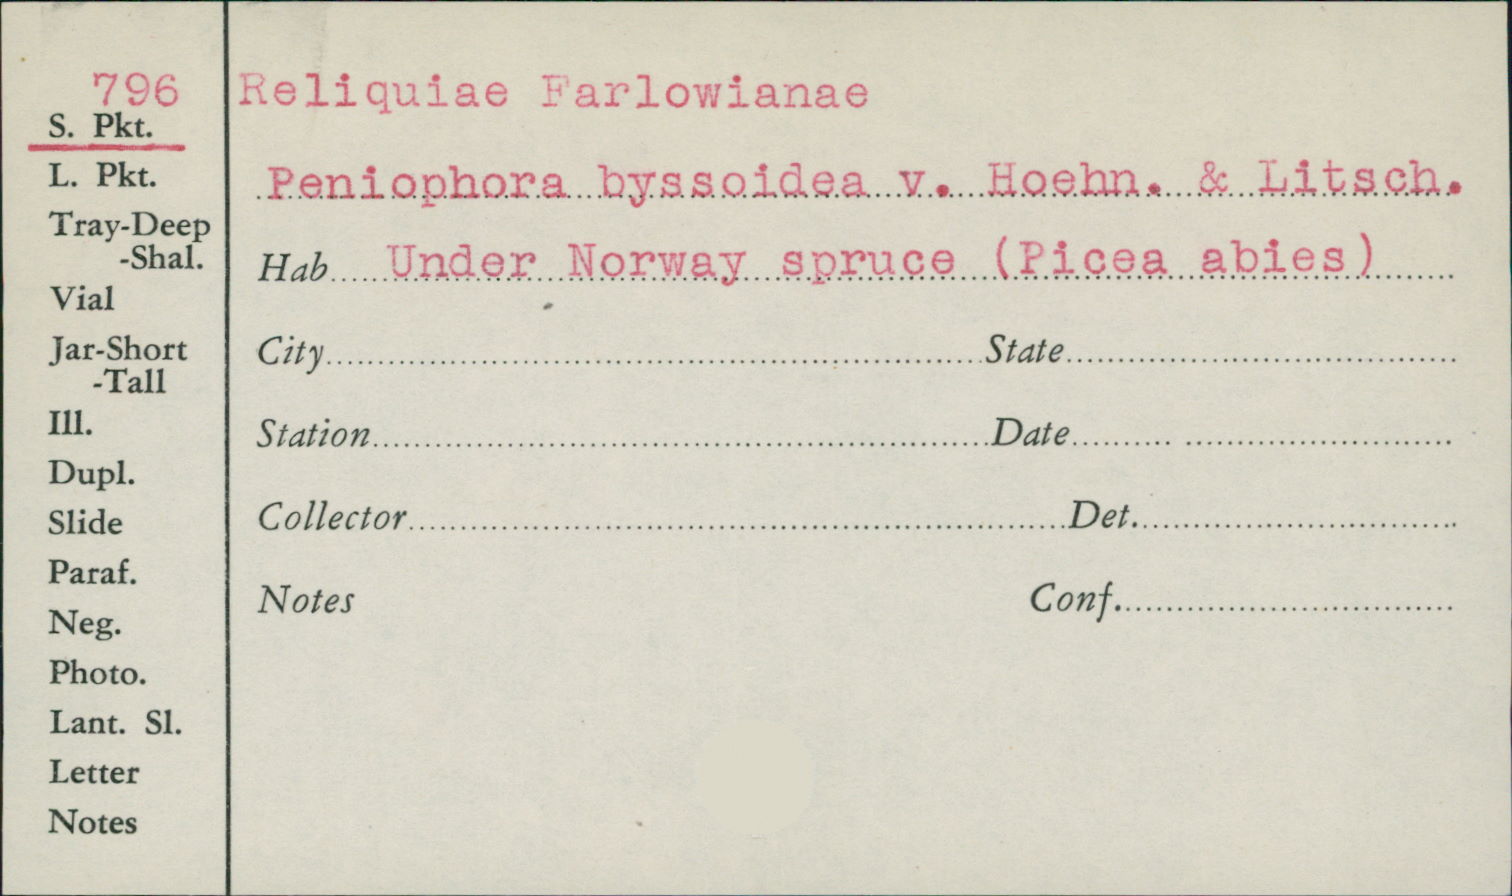 796
S. Pkt.
L. Pkt.
Tray-Deep
-Shal.
Vial
Jar-Short
-Tall
Ill.
Dupl.
Slide
Paraf.
Neg.
Photo.
Lant. Sl.
Letter
Notes
Reliquiae Farlowianae
Peniophora byssoidea v. Hoehn. & Litsch.
Hab. Under Norway spruce (Picea abies)
City State
Station Date
Collector Det.
Notes Conf.